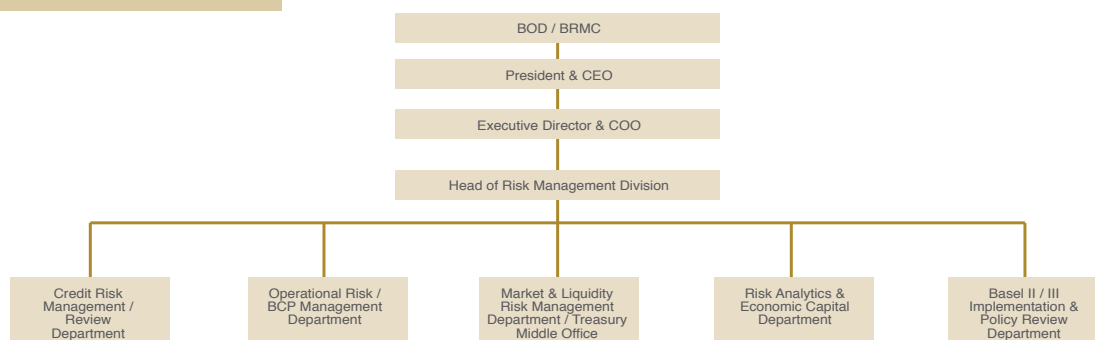 BOD / BRMC
President & CEO
Executive Director & COO
Head of Risk Management Division
Credit Risk
Management /
Review
Department
Operational Risk /
BCP Management
Department
Market & Liquidity
Risk Management
Department / Treasury
Middle Office
Risk Analytics &
Economic Capital
Department
Basel II / III
Implementation &
Policy Review
Department